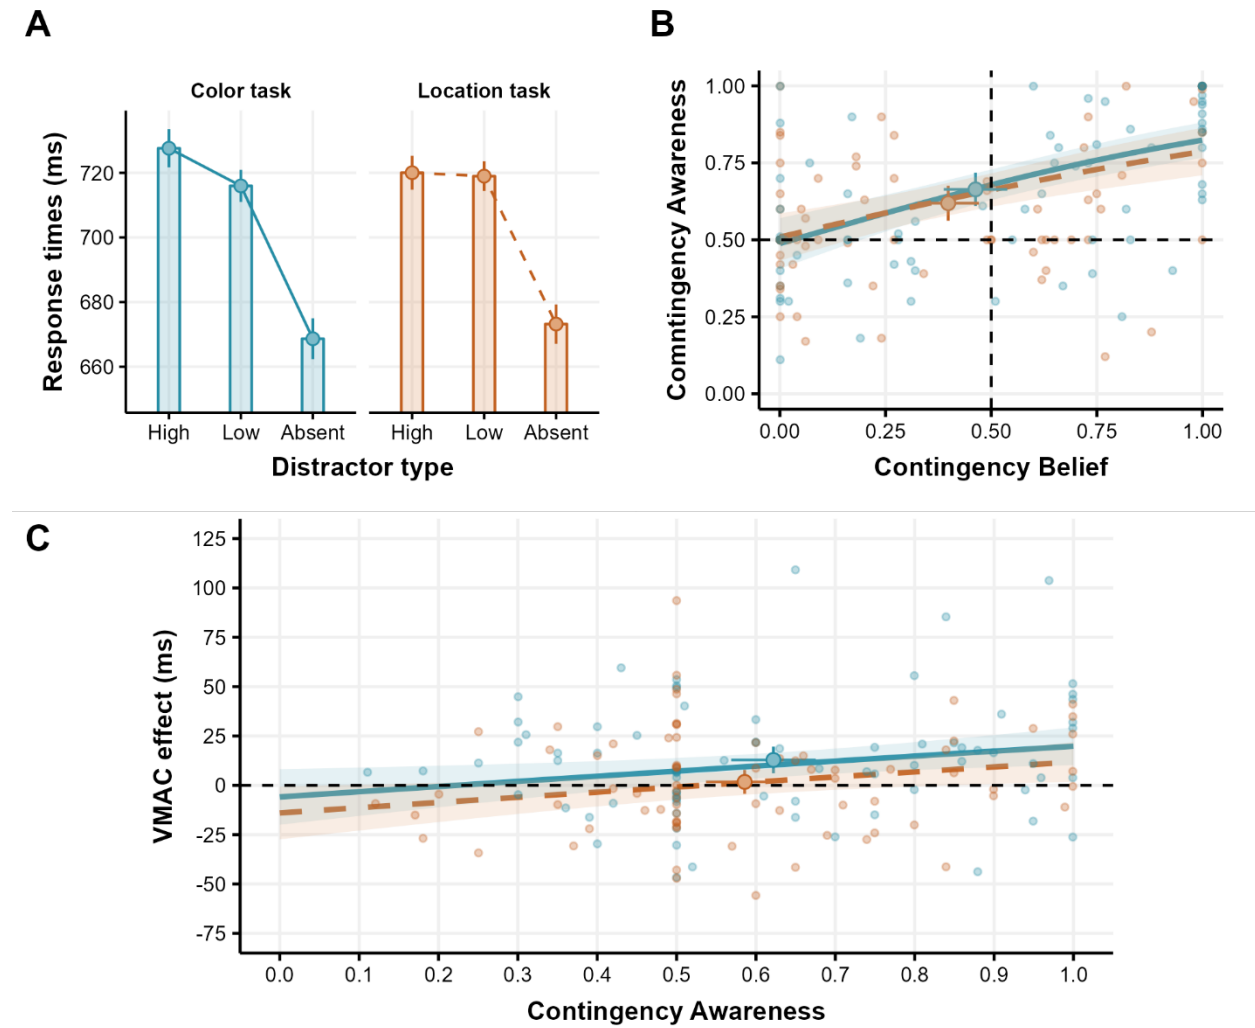 A
Color task
Location task
Response times (ms)
720
700
680
660
High Low Absent
High Low Absent
Distractor type
B
Comntingency Awareness
1.00
0.75
0.50
0.25
0.00
0.00 0.25 0.50 0.75 1.00
Contingency Belief
C
VMAC effect (ms)
125
100
75
50
25
0
-25
-50
-75
0.0 0.1 0.2 0.3 0.4 0.5 0.6 0.7 0.8 0.9 1.0
Contingency Awareness